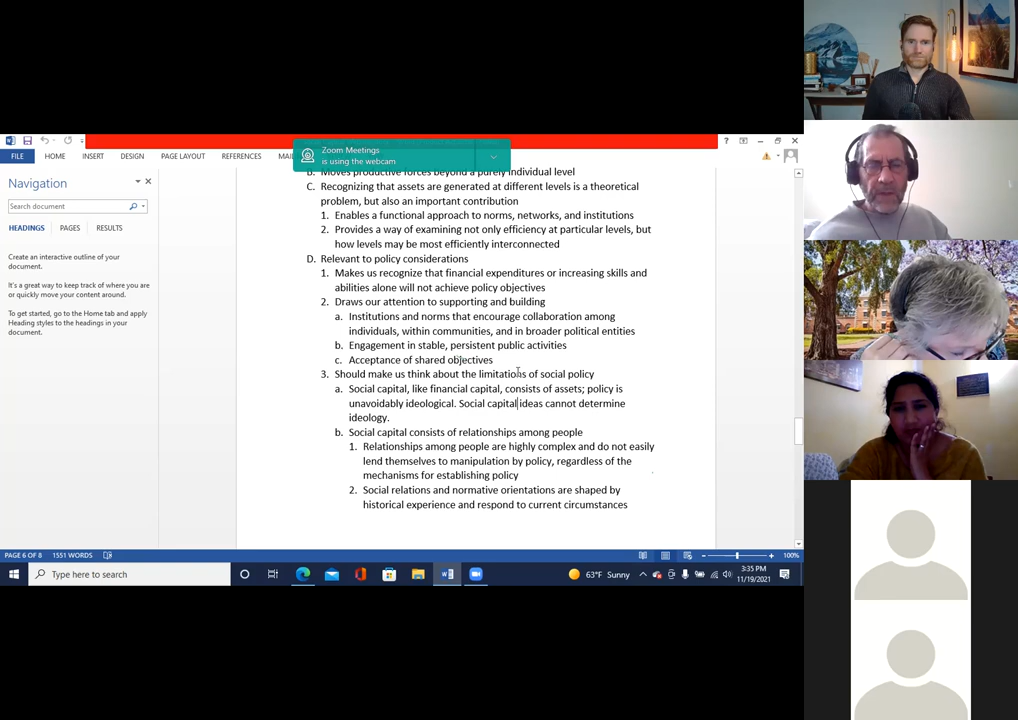 Zoom Meetings
is using the webcam
FILE
HOME
INSERT
DESIGN
PAGE LAYOUT
REFERENCES
MAI
Navigation
Search document
HEADINGS
PAGES
RESULTS
Create an interactive outline of your
document.
It's a great way to keep track of where you are
or quickly move your content around.
To get started, go to the Home tab and apply
Heading styles to the headings in your
document.
B. Moves productive forces beyond a purely individual level
C. Recognizing that assets are generated at different levels is a theoretical
problem, but also an important contribution
1. Enables a functional approach to norms, networks, and institutions
2. Provides a way of examining not only efficiency at particular levels, but
how levels may be most efficiently interconnected
D. Relevant to policy considerations
1. Makes us recognize that financial expenditures or increasing skills and
abilities alone will not achieve policy objectives
2. Draws our attention to supporting and building
a. Institutions and norms that encourage collaboration among
individuals, within communities, and in broader political entities
b. Engagement in stable, persistent public activities
c. Acceptance of shared objectives
3. Should make us think about the limitations of social policy
a. Social capital, like financial capital, consists of assets; policy is
unavoidably ideological. Social capital ideas cannot determine
ideology.
b. Social capital consists of relationships among people
1. Relationships among people are highly complex and do not easily
lend themselves to manipulation by policy, regardless of the
mechanisms for establishing policy
2. Social relations and normative orientations are shaped by
historical experience and respond to current circumstances
PAGE 6 OF 8
1551 WORDS
100%
Type here to search
63°F Sunny
3:35 PM
11/19/2021